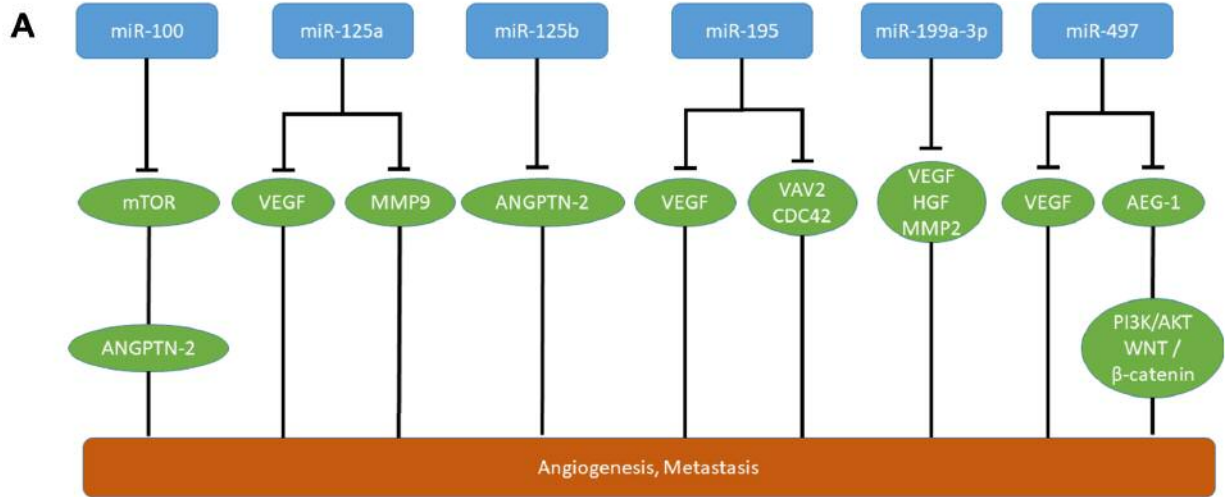 A
miR-100
miR-125a
miR-125b
miR-195
miR-199a-3p
miR-497
mTOR
VEGF
MMP9
ANGPTN-2
VEGF
VAV2
CDC42
VEGF
HGF
MMP2
VEGF
AEG-1
ANGPTN-2
PI3K/AKT
WNT /
β-catenin
Angiogenesis, Metastasis